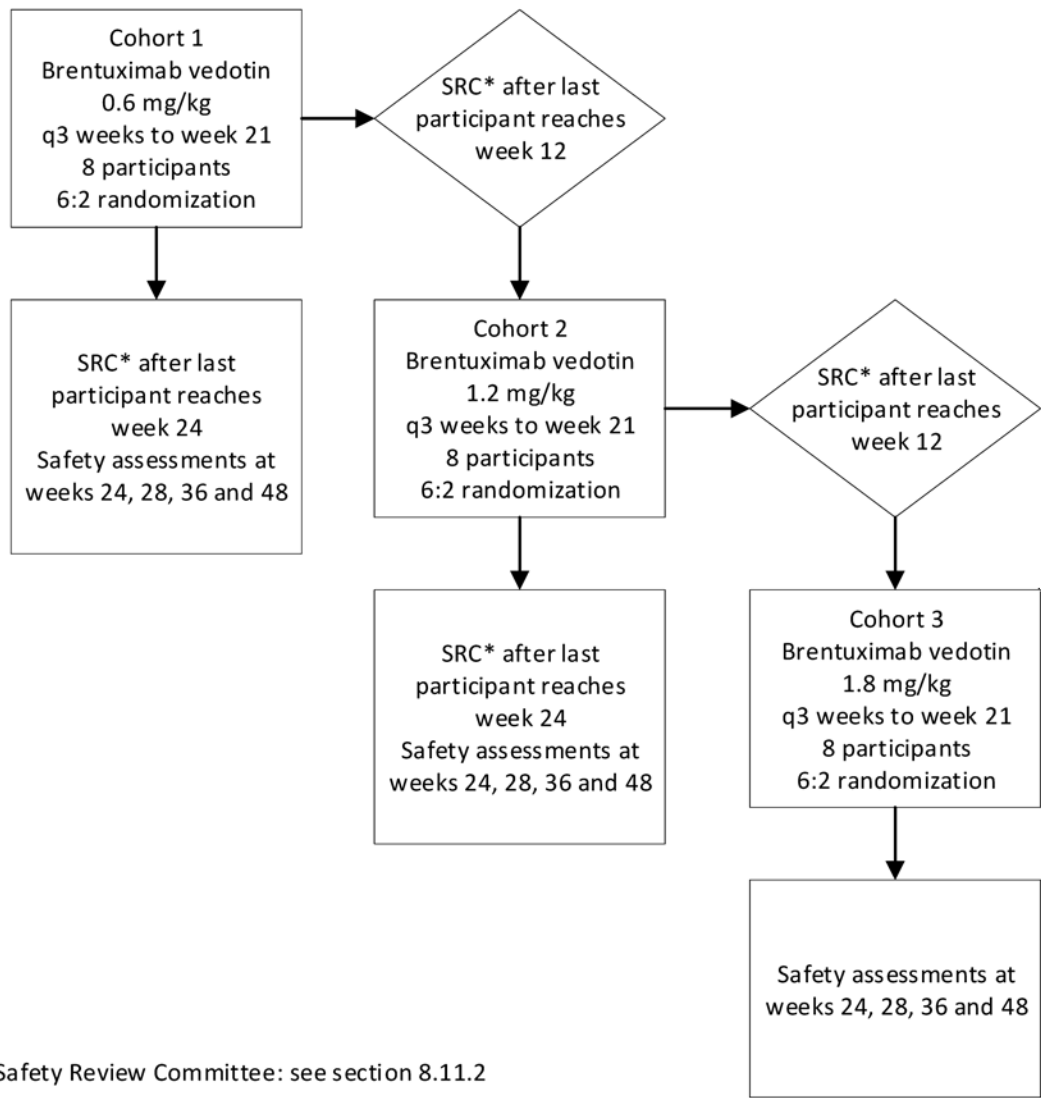 Cohort 1
Brentuximab vedotin
0.6 mg/kg
q3 weeks to week 21
8 participants
6:2 randomization
SRC* after last
participant reaches
week 12
SRC* after last
participant reaches
week 24
Safety assessments at
weeks 24, 28, 36 and 48
Cohort 2
Brentuximab vedotin
1.2 mg/kg
q3 weeks to week 21
8 participants
6:2 randomization
SRC* after last
participant reaches
week 12
SRC* after last
participant reaches
week 24
Safety assessments at
weeks 24, 28, 36 and 48
Cohort 3
Brentuximab vedotin
1.8 mg/kg
q3 weeks to week 21
8 participants
6:2 randomization
Safety assessments at
weeks 24, 28, 36 and 48
Safety Review Committee: see section 8.11.2